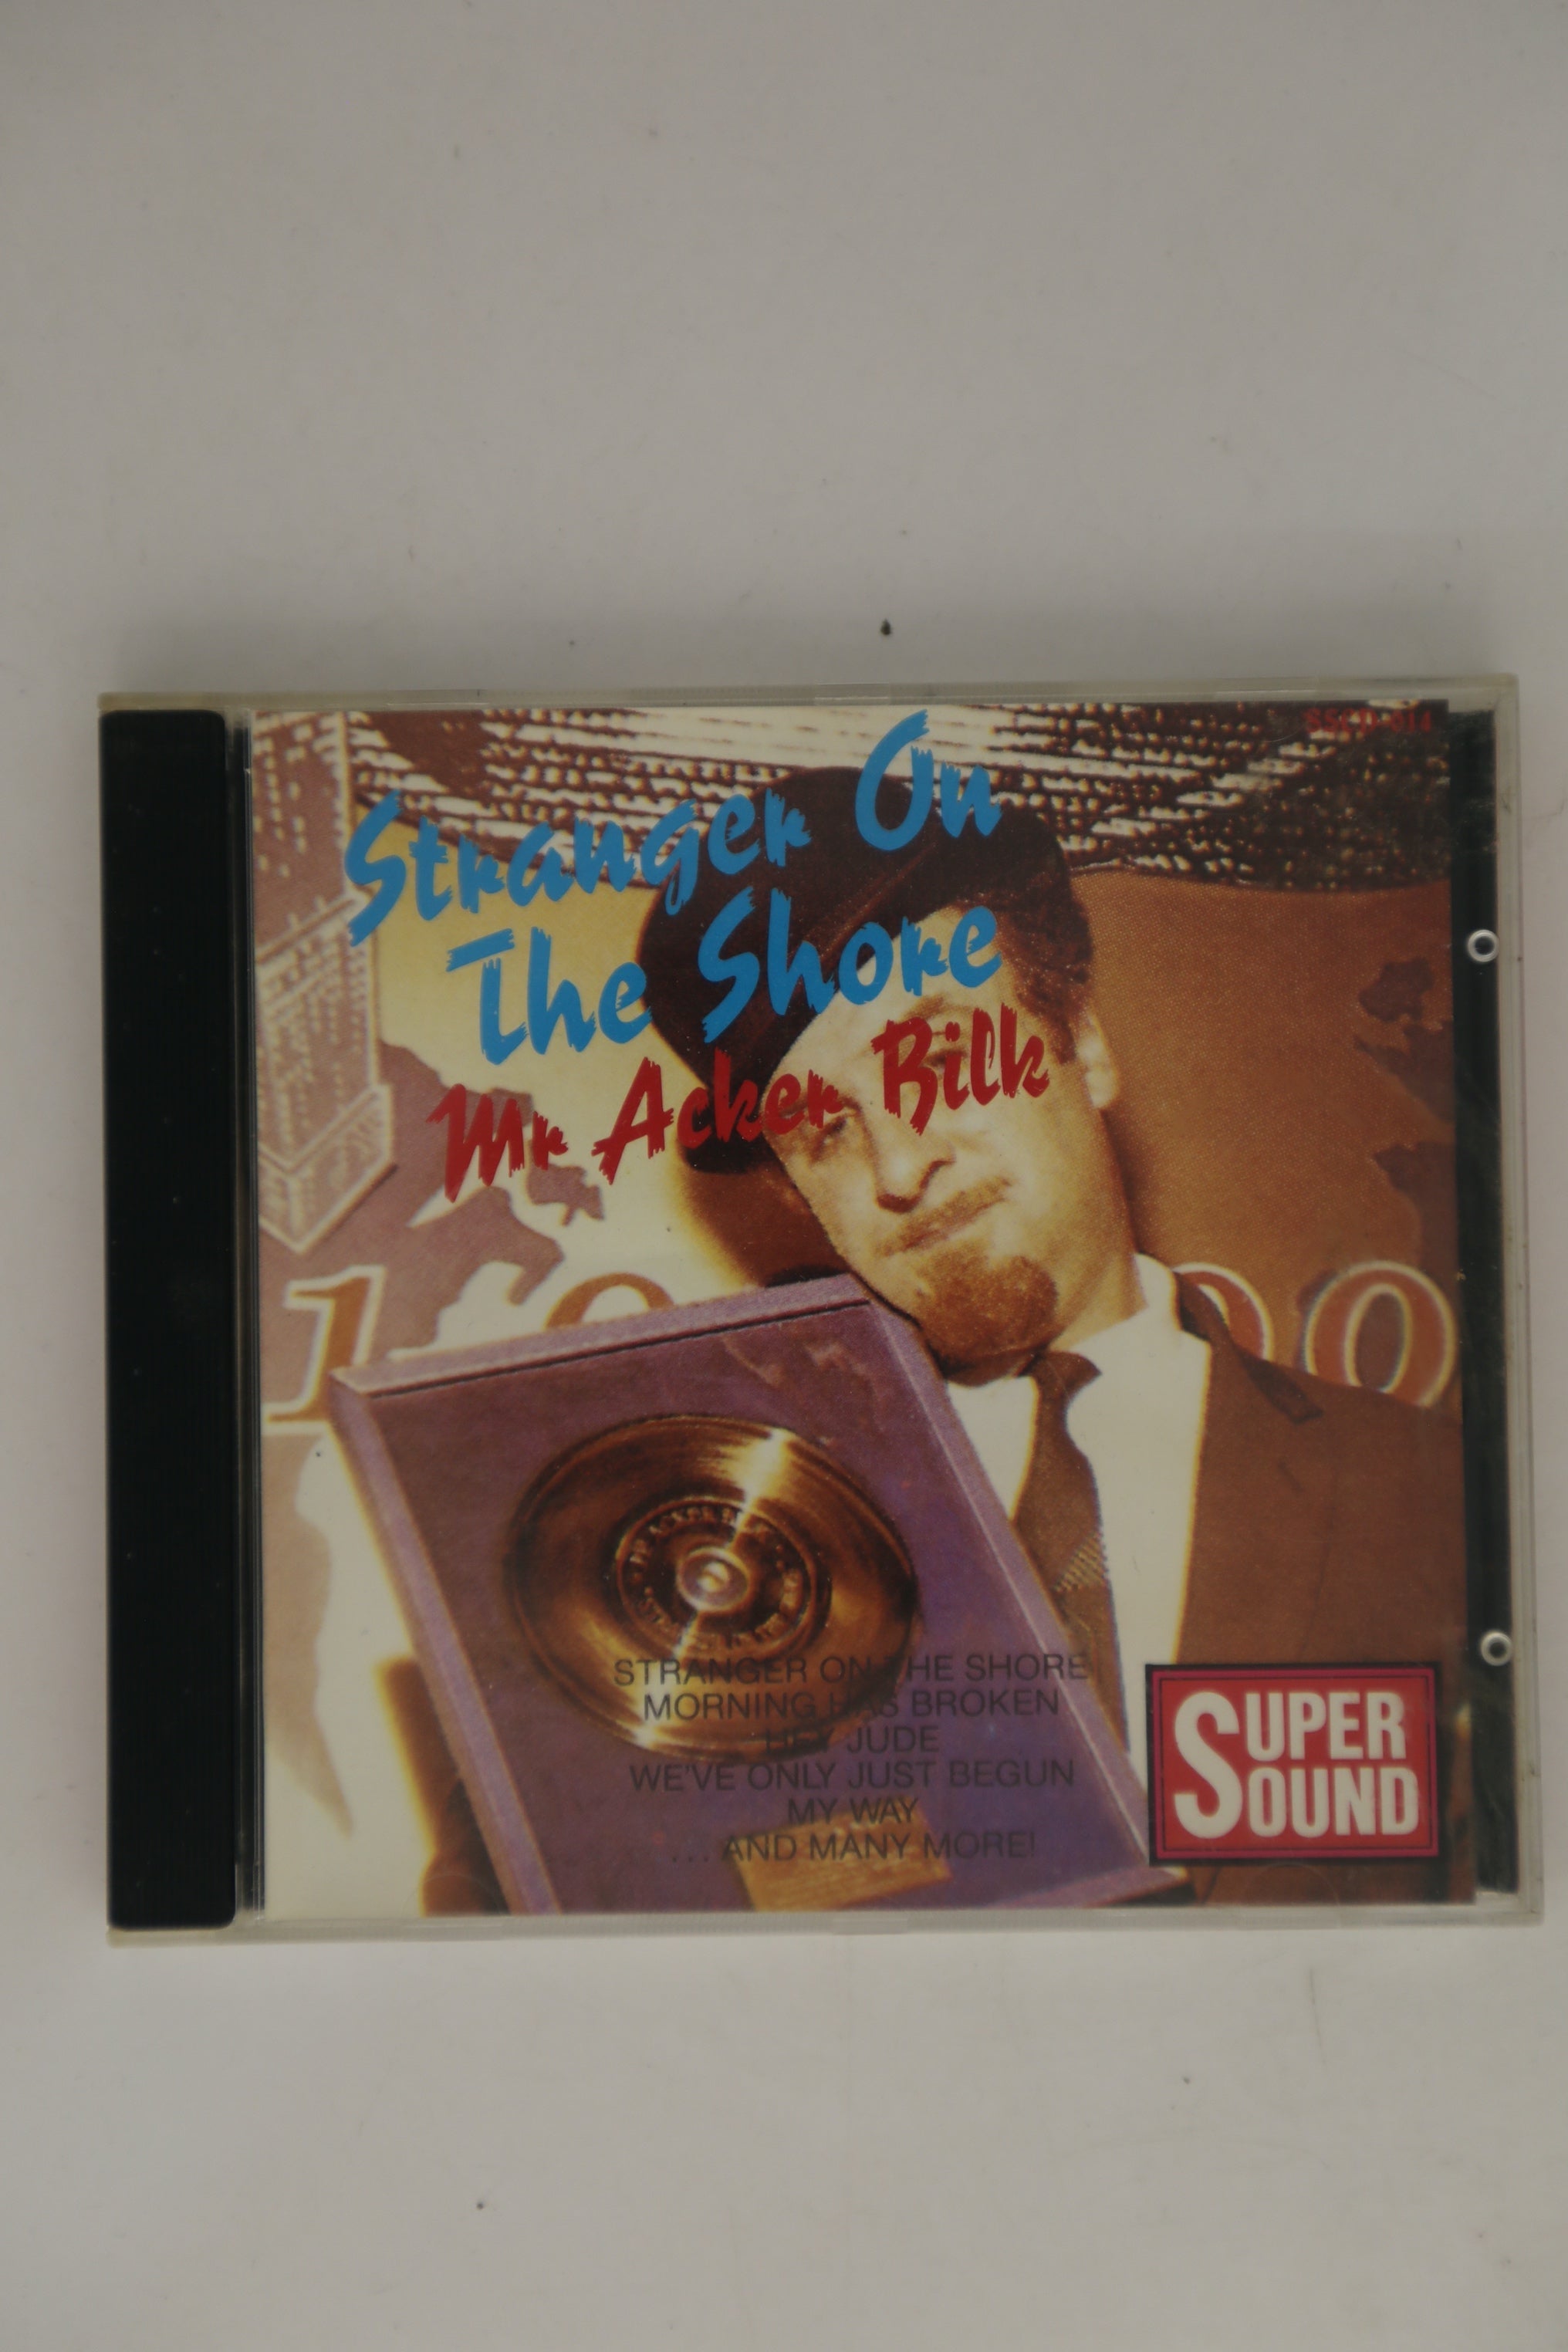 SSCD-014
Stranger On
The Shore
Mr Acker Bilk
STRANGER ON THE SHORE
MORNING HAS BROKEN
HEY JUDE
WE'VE ONLY JUST BEGUN
MY WAY
... AND MANY MORE!
SUPER
SOUND